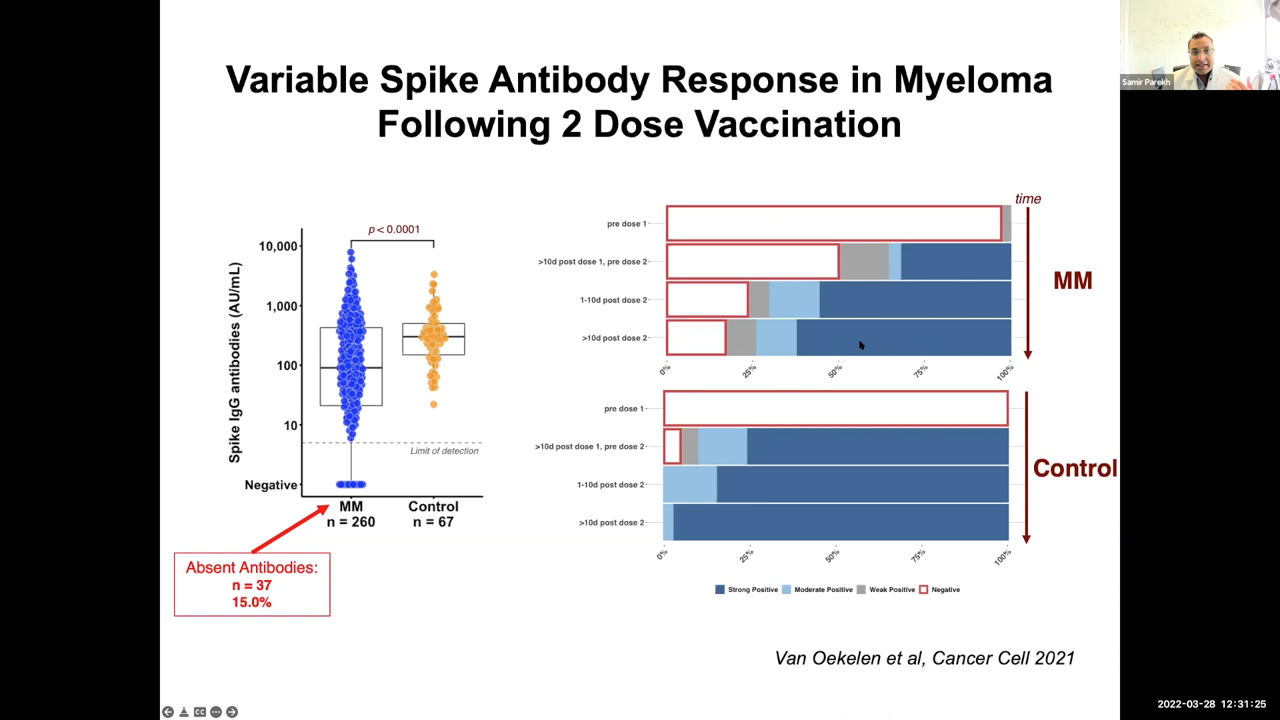 Variable Spike Antibody Response in Myeloma
Following 2 Dose Vaccination
Samir Parekh
p < 0.0001
Spike IgG antibodies (AU/mL)
10,000
1,000
100
10
Negative
Limit of detection
MM
n = 260
Control
n = 67
Absent Antibodies:
n = 37
15.0%
time
pre dose 1
>10d post dose 1, pre dose 2
1-10d post dose 2
>10d post dose 2
0%
25%
50%
75%
100%
MM
pre dose 1
>10d post dose 1, pre dose 2
1-10d post dose 2
>10d post dose 2
0%
25%
50%
75%
100%
Control
Strong Positive Moderate Positive Weak Positive Negative
Van Oekelen et al, Cancer Cell 2021
CC
2022-03-28 12:31:25